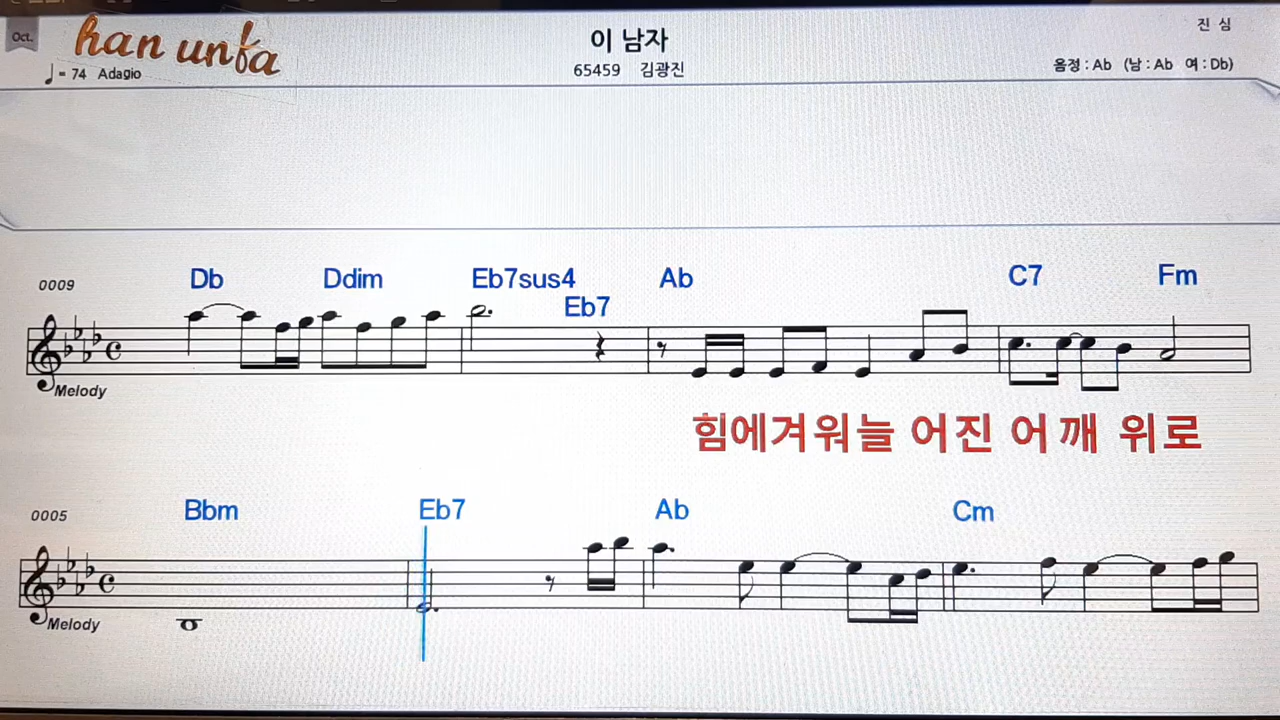 Oct.
han unfa
진 심
이 남자
♩= 74 Adagio
65459 김광진
음정 : Ab (남 : Ab 여 : Db)
0009
Db Ddim Eb7sus4 Eb7 Ab C7 Fm
Melody
힘에겨워늘 어진 어깨 위로
0005
Bbm Eb7 Ab Cm
Melody